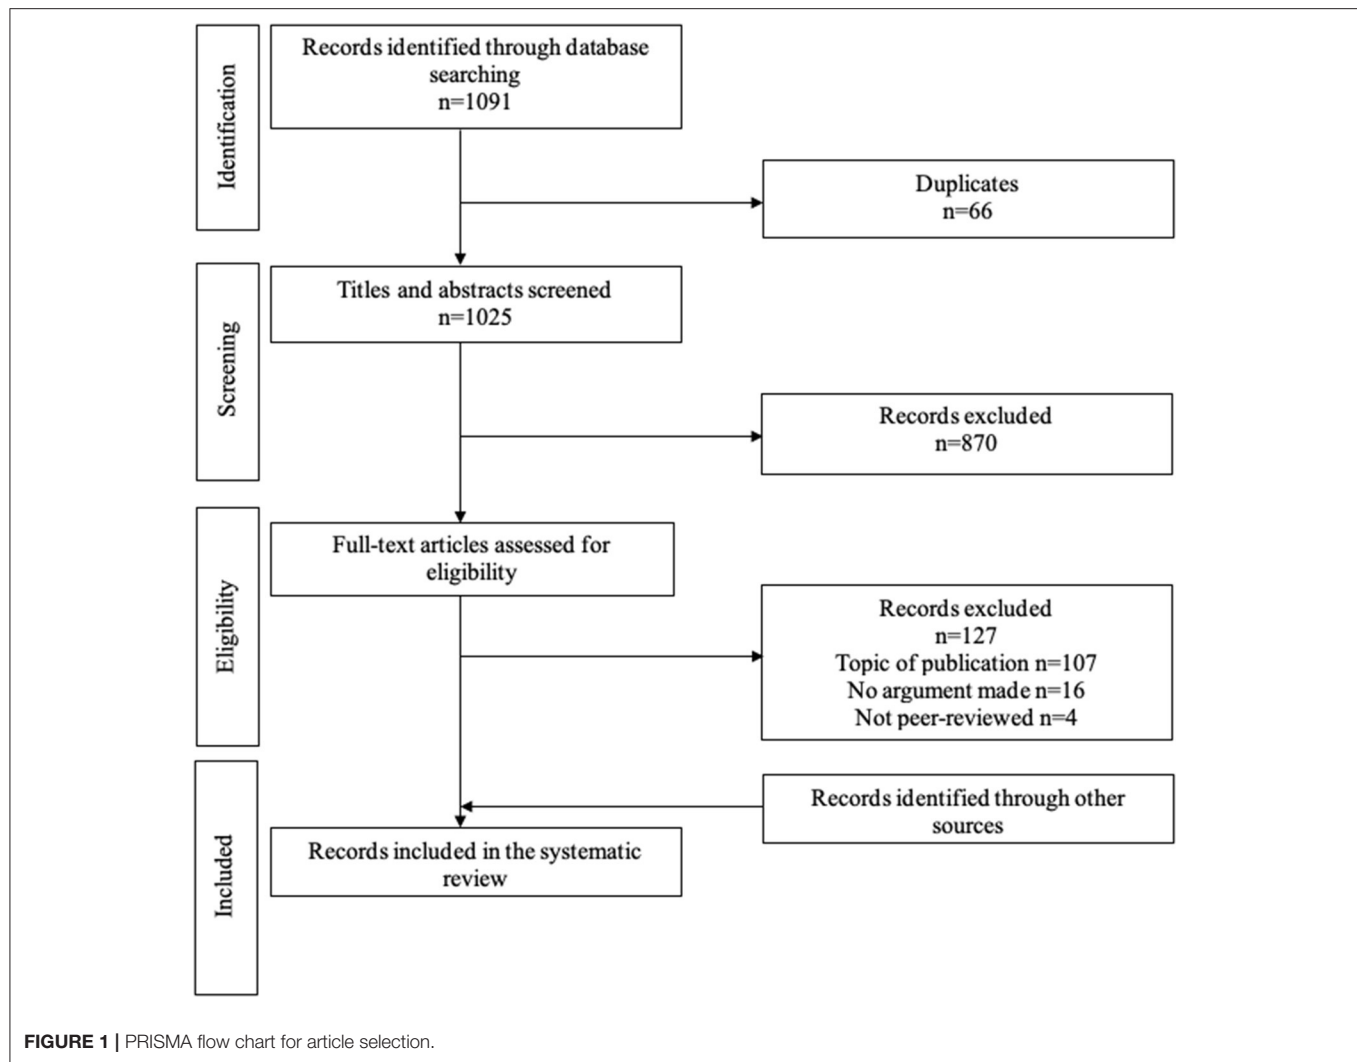 Identification
Records identified through database
searching
n=1091
Duplicates
n=66
Screening
Titles and abstracts screened
n=1025
Records excluded
n=870
Eligibility
Full-text articles assessed for
eligibility
Records excluded
n=127
Topic of publication n=107
No argument made n=16
Not peer-reviewed n=4
Included
Records identified through other
sources
Records included in the systematic
review
FIGURE 1 | PRISMA flow chart for article selection.